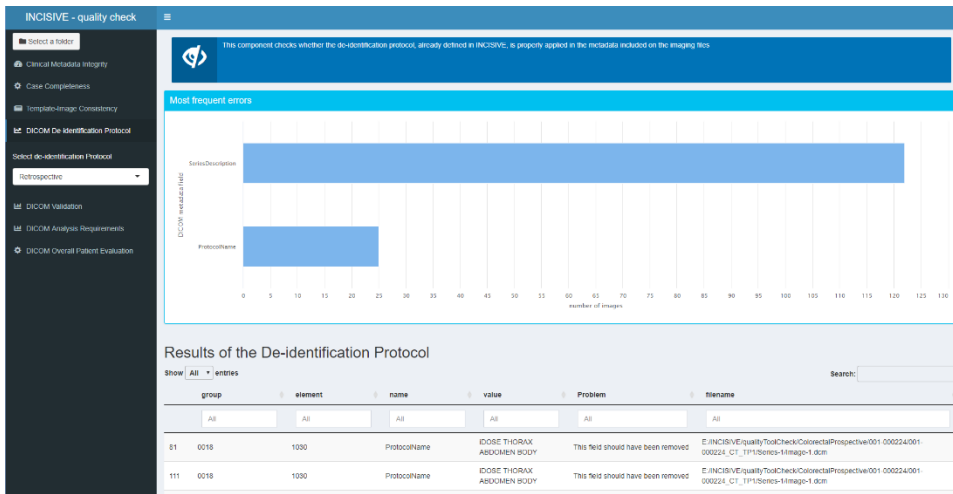 INCISIVE - quality check
Select a folder
Clinical Metadata Integrity
Case Completeness
Template-Image Consistency
DICOM De-identification Protocol
Select de-identification Protocol
Retrospective
DICOM Validation
DICOM Analysis Requirements
DICOM Overall Patient Evaluation
This component checks whether the de-identification protocol, already defined in INCISIVE, is properly applied in the metadata included on the imaging files
Most frequent errors
DICOM metadata field
SeriesDescription
ProtocolName
0 5 10 15 20 25 30 35 40 45 50 55 60 65 70 75 80 85 90 95 100 105 110 115 120 125 130
number of images
Results of the De-identification Protocol
Show All entries
Search:
group element name value Problem filename
All All All All All All
81 0018 1030 ProtocolName iDOSE THORAX ABDOMEN BODY This field should have been removed E:/INCISIVE/qualityToolCheck/ColorectalProspective/001-000224/001-
000224_CT_TP1/Series-1/Image-1.dcm
111 0018 1030 ProtocolName iDOSE THORAX ABDOMEN BODY This field should have been removed E:/INCISIVE/qualityToolCheck/ColorectalProspective/001-000224/001-
000224_CT_TP1/Series-1/Image-1.dcm